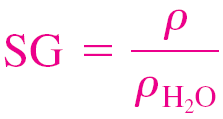 SG = ρ / ρ_H₂O